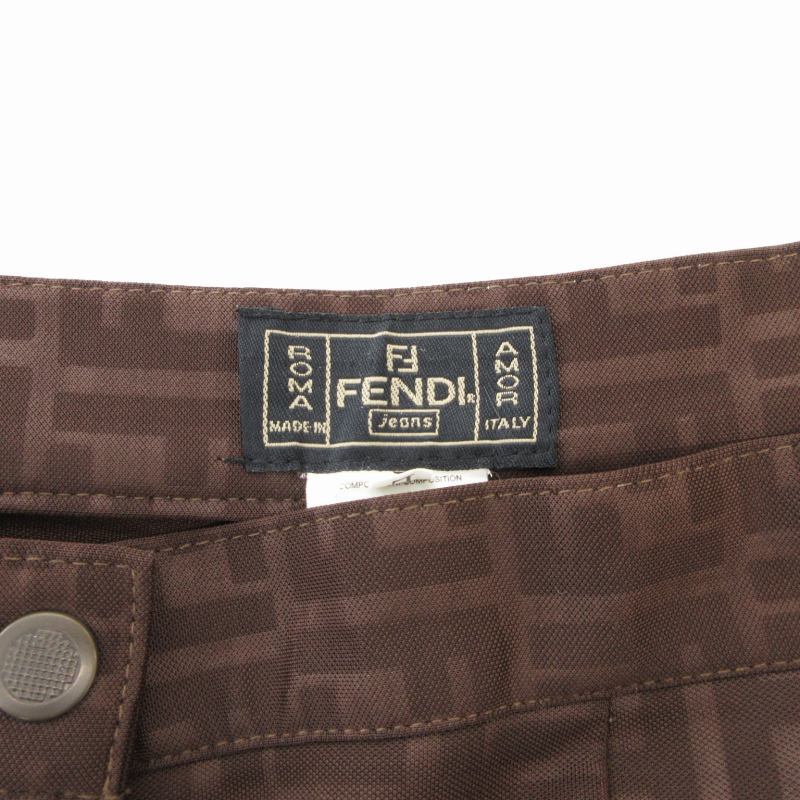 ROMA
MADE IN
FF
FENDI
jeans
AMOR
ITALY